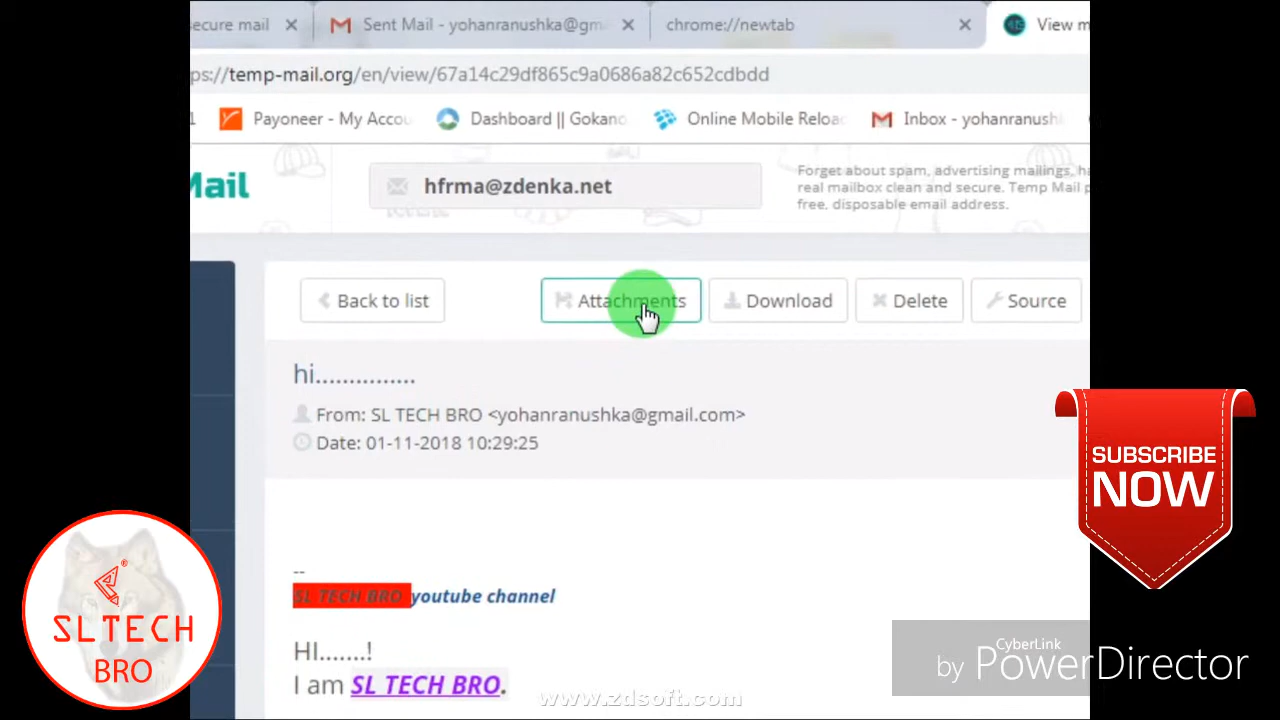 ecure mail
Sent Mail - yohanranushka@gm
chrome://newtab
View m
ps://temp-mail.org/en/view/67a14c29df865c9a0686a82c652cdbdd
1
Payoneer - My Accou
Dashboard || Gokano
Online Mobile Reloa
Inbox - yohanranushk
Mail
hfrma@zdenka.net
Forget about spam, advertising mailings, ha
real mailbox clean and secure. Temp Mail p
free, disposable email address.
Back to list
Attachments
Download
Delete
Source
hi...............
From: SL TECH BRO <yohanranushka@gmail.com>
Date: 01-11-2018 10:29:25
SUBSCRIBE
NOW
--
SL TECH BRO youtube channel
HI.......!
I am SL TECH BRO.
SLTECH
BRO
®
CyberLink
by PowerDirector
www.zdsoft.com